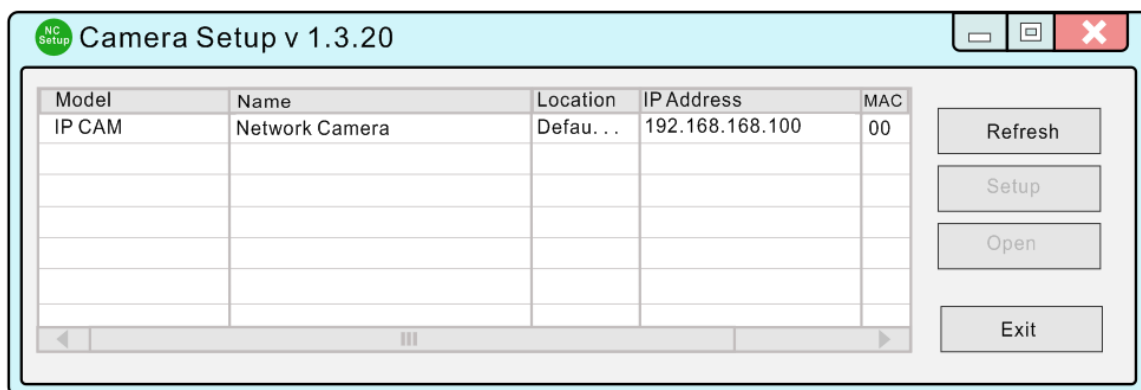 NC
Setup
Camera Setup v 1.3.20
Model Name Location IP Address MAC
IP CAM Network Camera Defau... 192.168.168.100 00
Refresh
Setup
Open
Exit